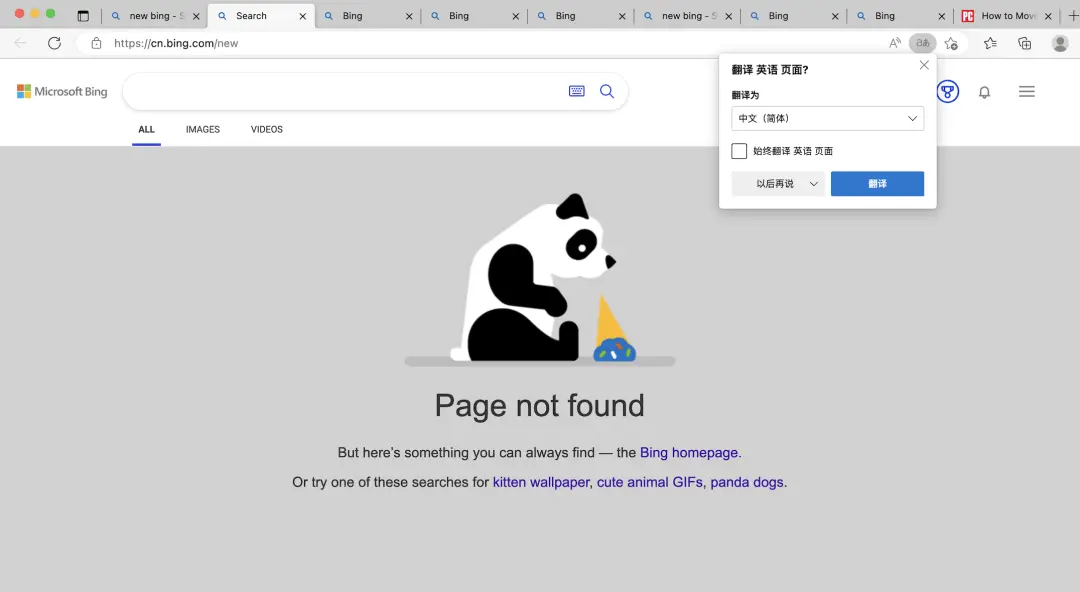 new bing - S
Search
Bing
Bing
Bing
new bing - S
Bing
Bing
PC How to Move
https://cn.bing.com/new
Microsoft Bing
ALL
IMAGES
VIDEOS
翻译 英语 页面?
翻译为
中文（简体）
始终翻译 英语 页面
以后再说
翻译
Page not found
But here's something you can always find — the Bing homepage.
Or try one of these searches for kitten wallpaper, cute animal GIFs, panda dogs.